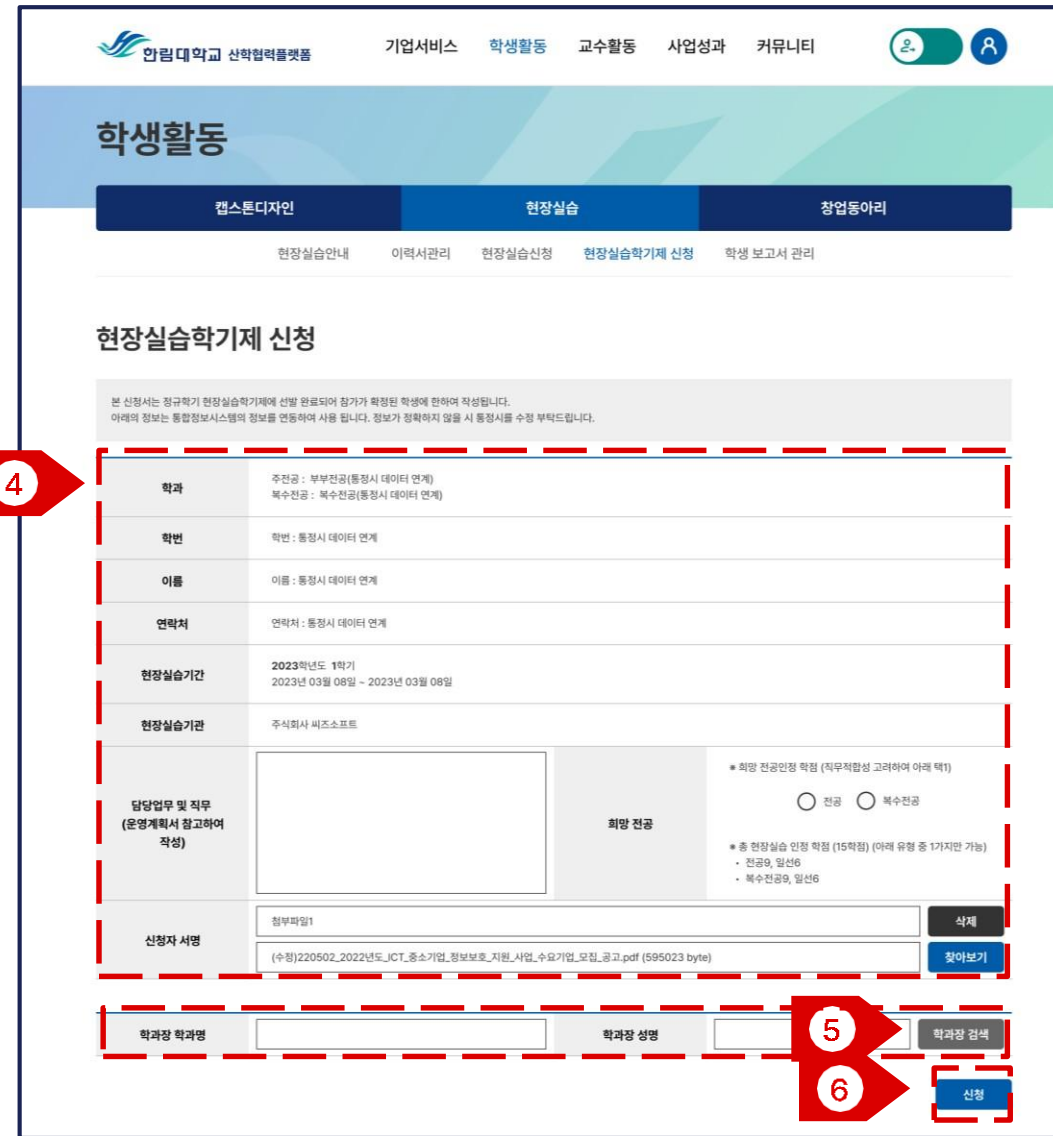 한림대학교 산학협력플랫폼
기업서비스 학생활동 교수활동 사업성과 커뮤니티
학생활동
캡스톤디자인 현장실습 창업동아리
현장실습안내 이력서관리 현장실습신청 현장실습학기제 신청 학생 보고서 관리
현장실습학기제 신청
본 신청서는 정규학기 현장실습학기제에 선발 완료되어 참가가 확정된 학생에 한하여 작성됩니다.
아래의 정보는 통합정보시스템의 정보를 연동하여 사용 됩니다. 정보가 정확하지 않을 시 통정시를 수정 부탁드립니다.
4
학과
주전공 : 부부전공(통정시 데이터 연계)
복수전공 : 복수전공(통정시 데이터 연계)
학번 학번 : 통정시 데이터 연계
이름 이름 : 통정시 데이터 연계
연락처 연락처 : 통정시 데이터 연계
현장실습기간
2023학년도 1학기
2023년 03월 08일 ~ 2023년 03월 08일
현장실습기관 주식회사 씨즈소프트
담당업무 및 직무
(운영계획서 참고하여
작성)
희망 전공
* 희망 전공인정 학점 (직무적합성 고려하여 아래 택1)
전공 복수전공
* 총 현장실습 인정 학점 (15학점) (아래 유형 중 1가지만 가능)
• 전공9, 일선6
• 복수전공9, 일선6
신청자 서명
첨부파일1 삭제
(수정)220502_2022년도_ICT_중소기업_정보보호_지원_사업_수요기업_모집_공고.pdf (595023 byte) 찾아보기
학과장 학과명 학과장 성명 5 학과장 검색
6 신청